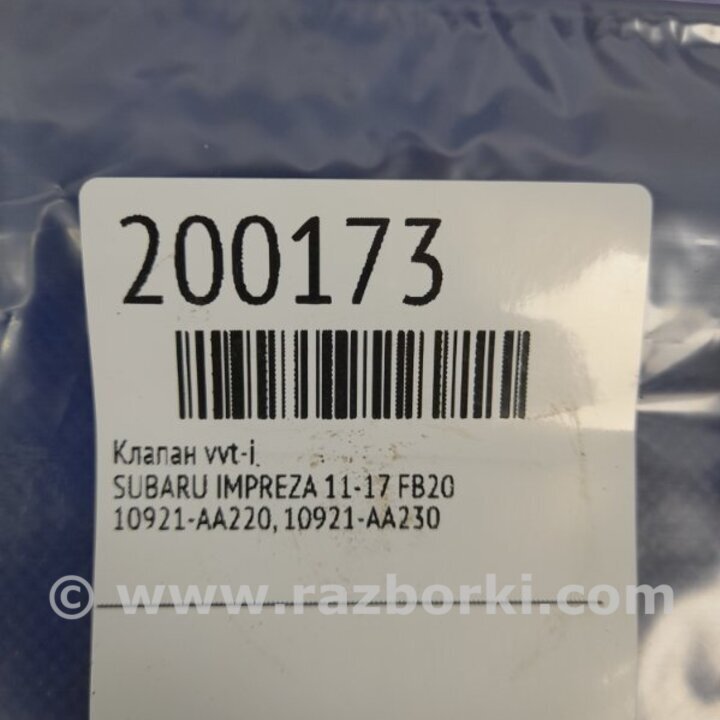 200173
Клапан vvt-i
SUBARU IMPREZA 11-17 FB20
10921-AA220, 10921-AA230
© www.razborki.com